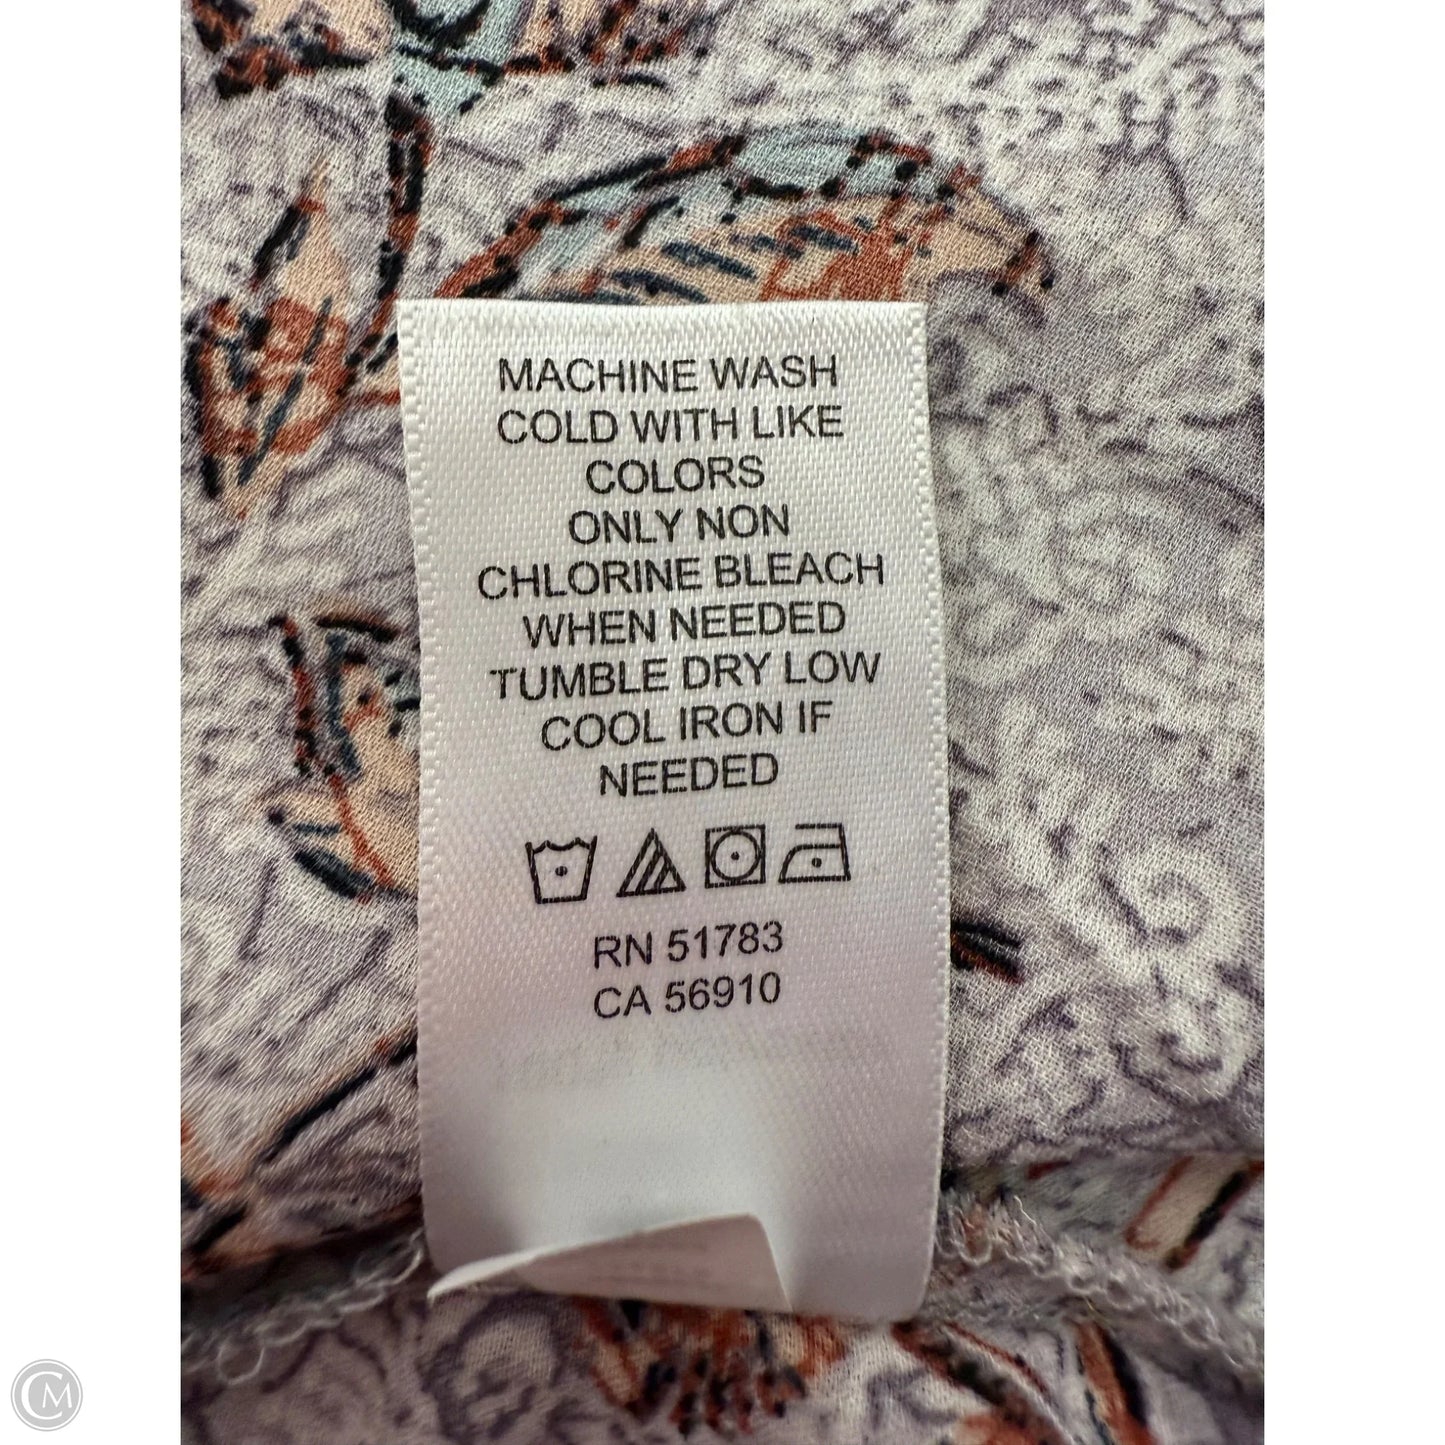 MACHINE WASH
COLD WITH LIKE
COLORS
ONLY NON
CHLORINE BLEACH
WHEN NEEDED
TUMBLE DRY LOW
COOL IRON IF
NEEDED
RN 51783
CA 56910
CM